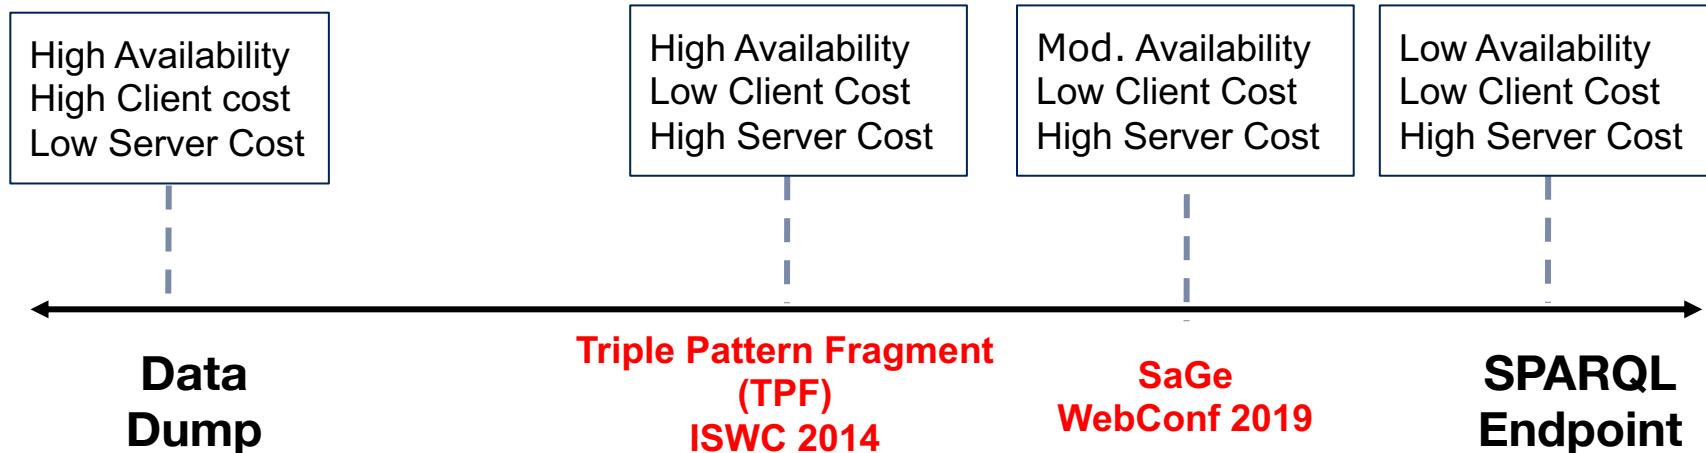 High Availability
High Client cost
Low Server Cost
High Availability
Low Client Cost
High Server Cost
Mod. Availability
Low Client Cost
High Server Cost
Low Availability
Low Client Cost
High Server Cost
Data
Dump
Triple Pattern Fragment
(TPF)
ISWC 2014
SaGe
WebConf 2019
SPARQL
Endpoint